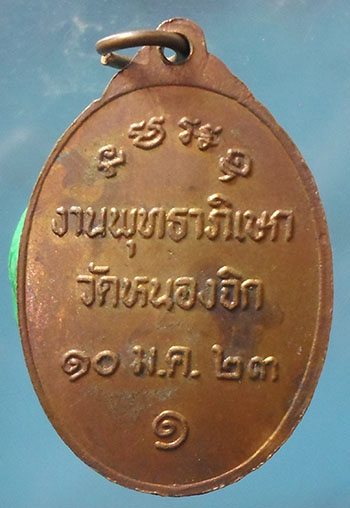 งานพุทธาภิเษก
วัดหนองอิก
๑๐ ม.ค. ๒๓
๑